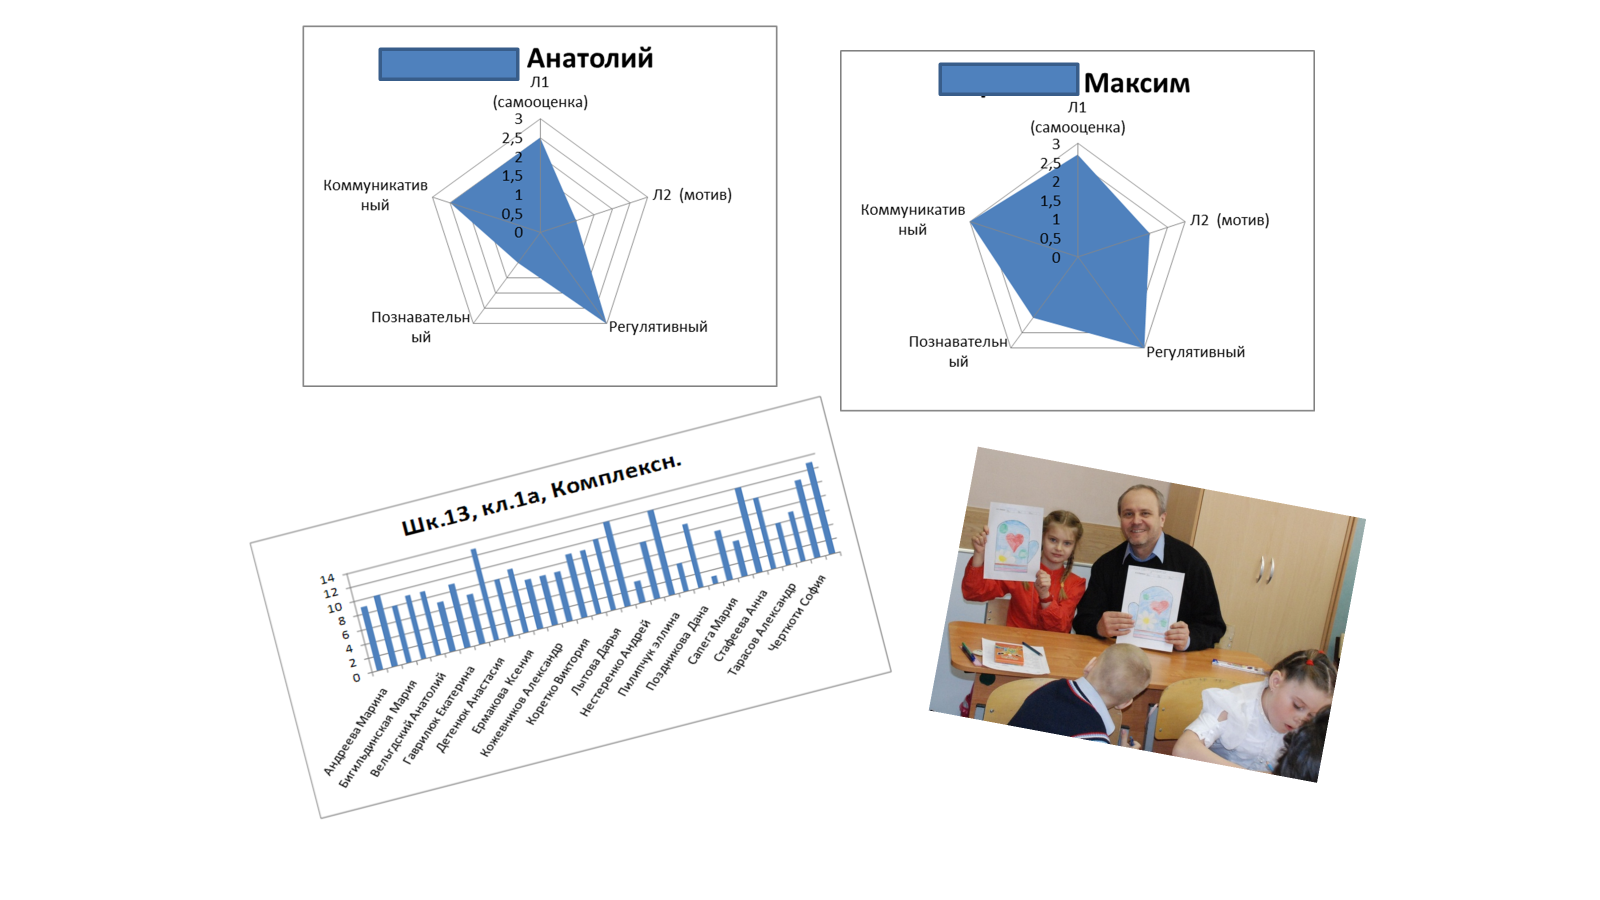 Анатолий
Л1
(самооценка)
3
2,5
2
1,5
1
0,5
0
Л2 (мотив)
Регулятивный
Познавательн
ый
Коммуникатив
ный
Максим
Л1
(самооценка)
3
2,5
2
1,5
1
0,5
0
Л2 (мотив)
Регулятивный
Познавательн
ый
Коммуникатив
ный
Шк.13, кл.1а, Комплексн.
14
12
10
8
6
4
2
0
Андреева Марина
Бигильдинская Мария
Вельгдский Анатолий
Гаврилюк Екатерина
Детенюк Анастасия
Ермакова Ксения
Кожевников Александр
Коретко Виктория
Лытова Дарья
Нестеренко Андрей
Пилипчук эллина
Поздникова Дана
Сапега Мария
Стафеева Анна
Тарасов Александр
Черткоти София